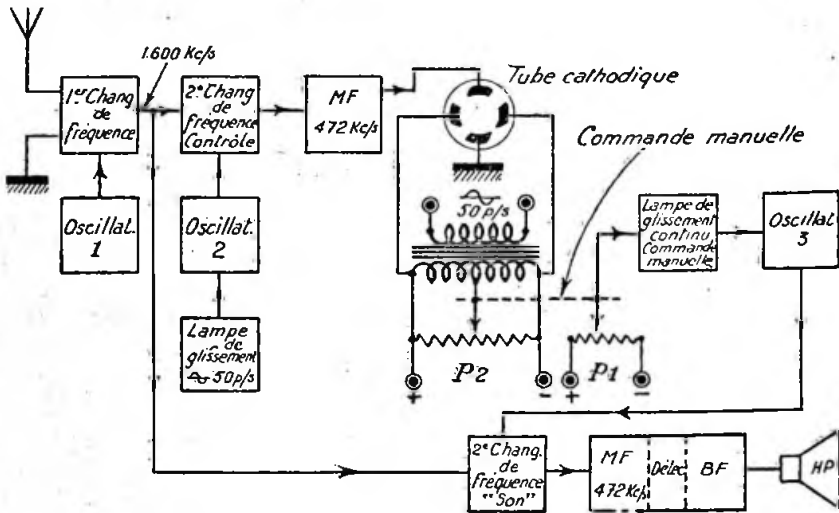 1.600 Kc/s
1er Chang
de
fréquence
2e Chang
de
fréquence
Contrôle
MF
472 Kc/s
Tube cathodique
Commande manuelle
50 p/s
Oscillat.
1
Oscillat.
2
Lampe de
glissement
continu
Commande
manuelle
Oscillat
3
Lampe
de
glissement
50 p/s
P2
+
-
P1
+
-
2e Chang.
de
fréquence
"Son"
MF
472 Kc/s
Détec
BF
HP